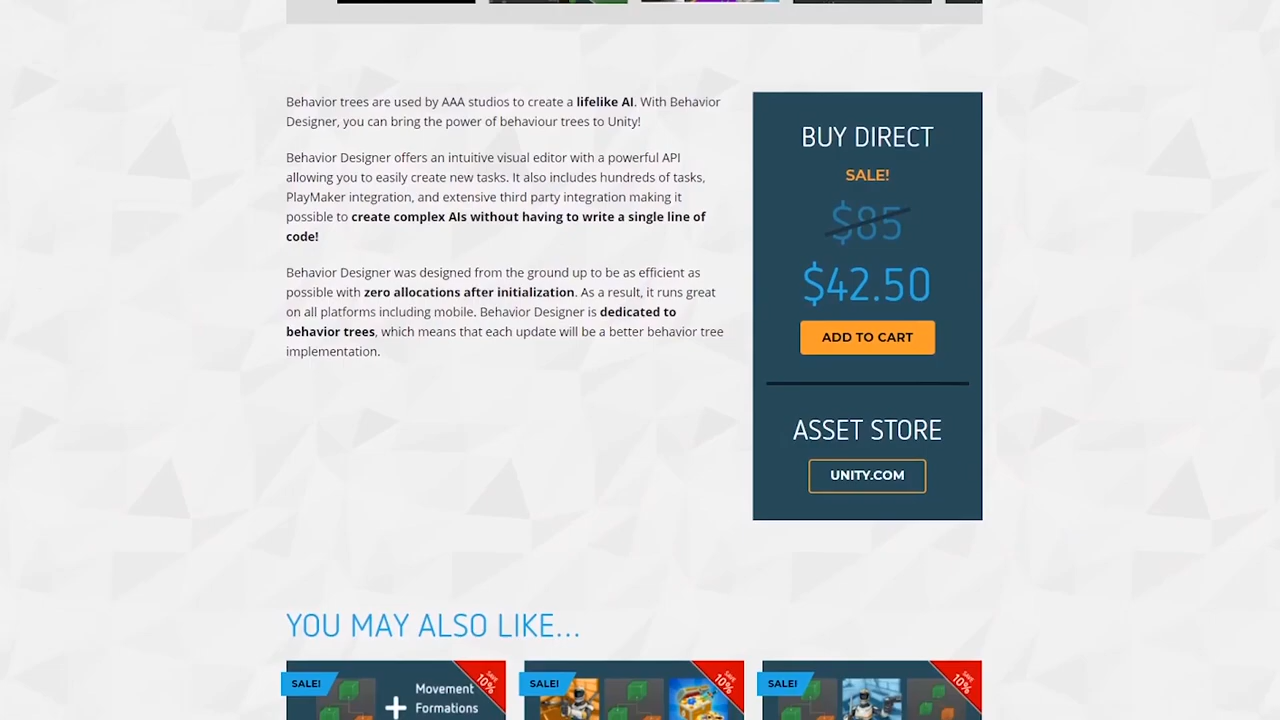 Behavior trees are used by AAA studios to create a lifelike AI. With Behavior
Designer, you can bring the power of behaviour trees to Unity!
Behavior Designer offers an intuitive visual editor with a powerful API
allowing you to easily create new tasks. It also includes hundreds of tasks,
PlayMaker integration, and extensive third party integration making it
possible to create complex AIs without having to write a single line of
code!
Behavior Designer was designed from the ground up to be as efficient as
possible with zero allocations after initialization. As a result, it runs great
on all platforms including mobile. Behavior Designer is dedicated to
behavior trees, which means that each update will be a better behavior tree
implementation.
BUY DIRECT
SALE!
$85
$42.50
ADD TO CART
ASSET STORE
UNITY.COM
YOU MAY ALSO LIKE...
SALE!
+ Movement
Formations
SAVE
10%
SALE!
SAVE
10%
SALE!
SAVE
10%